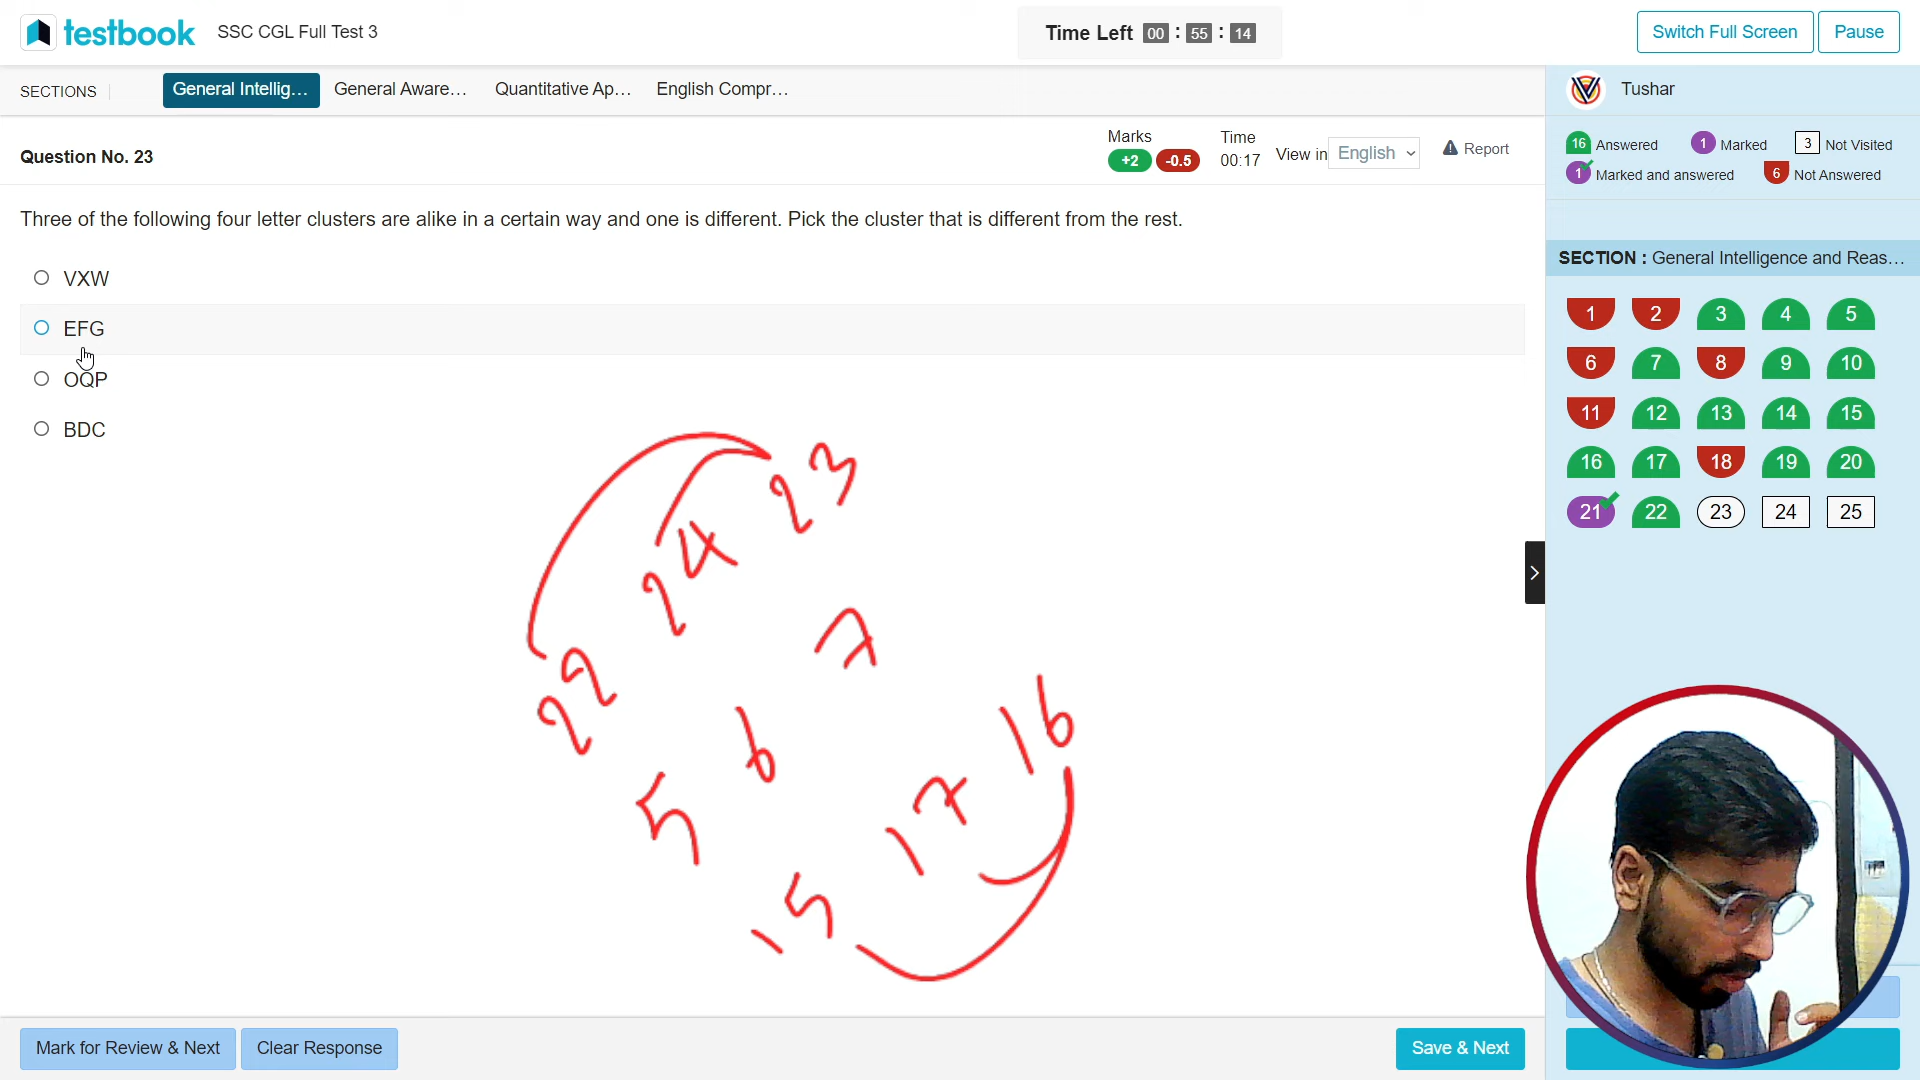 testbook SSC CGL Full Test 3 Time Left 00 : 55 : 14 Switch Full Screen Pause
SECTIONS General Intellig... General Aware... Quantitative Ap... English Compr... Tushar
Question No. 23 Marks +2 -0.5 Time 00:17 View in English Report
16 Answered 1 Marked 3 Not Visited
1 Marked and answered 6 Not Answered
Three of the following four letter clusters are alike in a certain way and one is different. Pick the cluster that is different from the rest.
SECTION : General Intelligence and Reas...
VXW
EFG
OQP
BDC
1 2 3 4 5
6 7 8 9 10
11 12 13 14 15
16 17 18 19 20
21 22 23 24 25
22 24 23
5 6 7
15 17 16
Mark for Review & Next Clear Response Save & Next